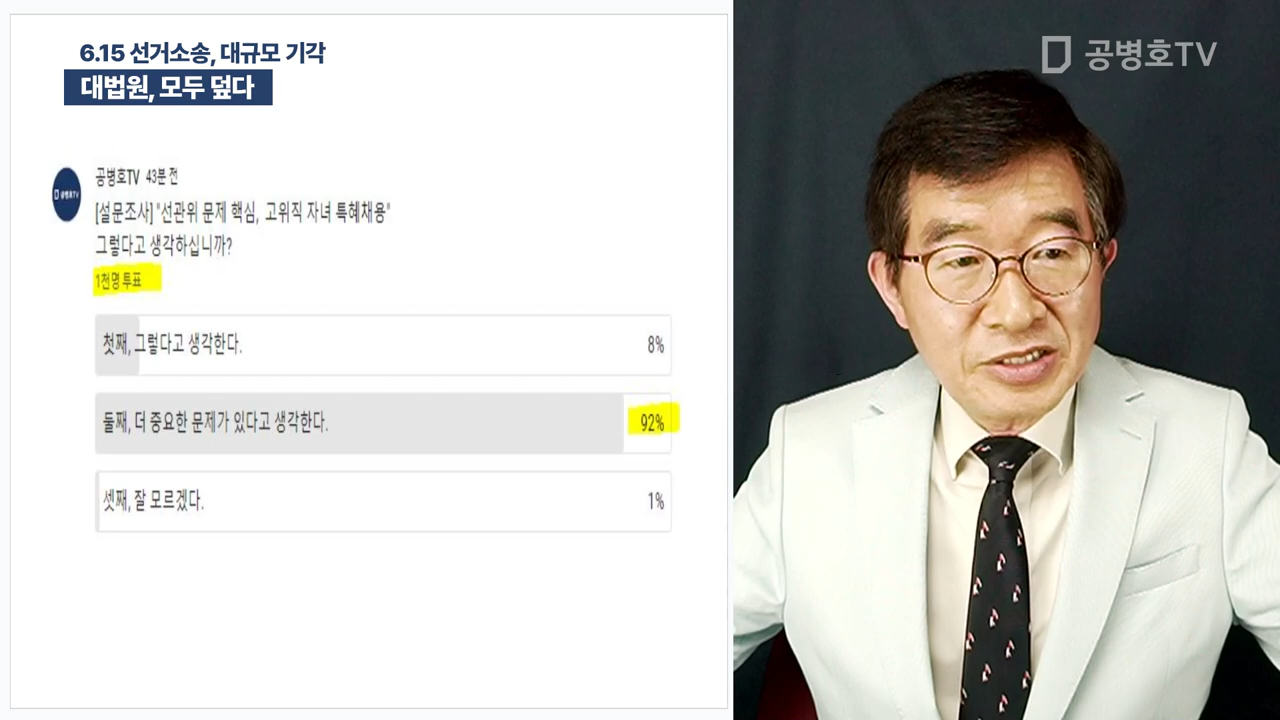 6.15 선거소송, 대규모 기각
대법원, 모두 덮다
공병호TV
공병호TV
공병호TV 43분 전
[설문조사] "선관위 문제 핵심, 고위직 자녀 특혜채용"
그렇다고 생각하십니까?
1천명 투표
첫째, 그렇다고 생각한다. 8%
둘째, 더 중요한 문제가 있다고 생각한다. 92%
셋째, 잘 모르겠다. 1%